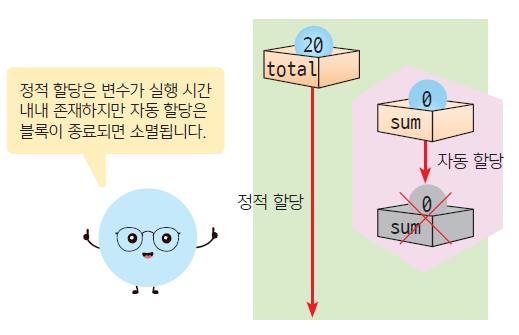 정적 할당은 변수가 실행 시간
내내 존재하지만 자동 할당은
블록이 종료되면 소멸됩니다.
20
total
0
sum
자동 할당
정적 할당
0
sum